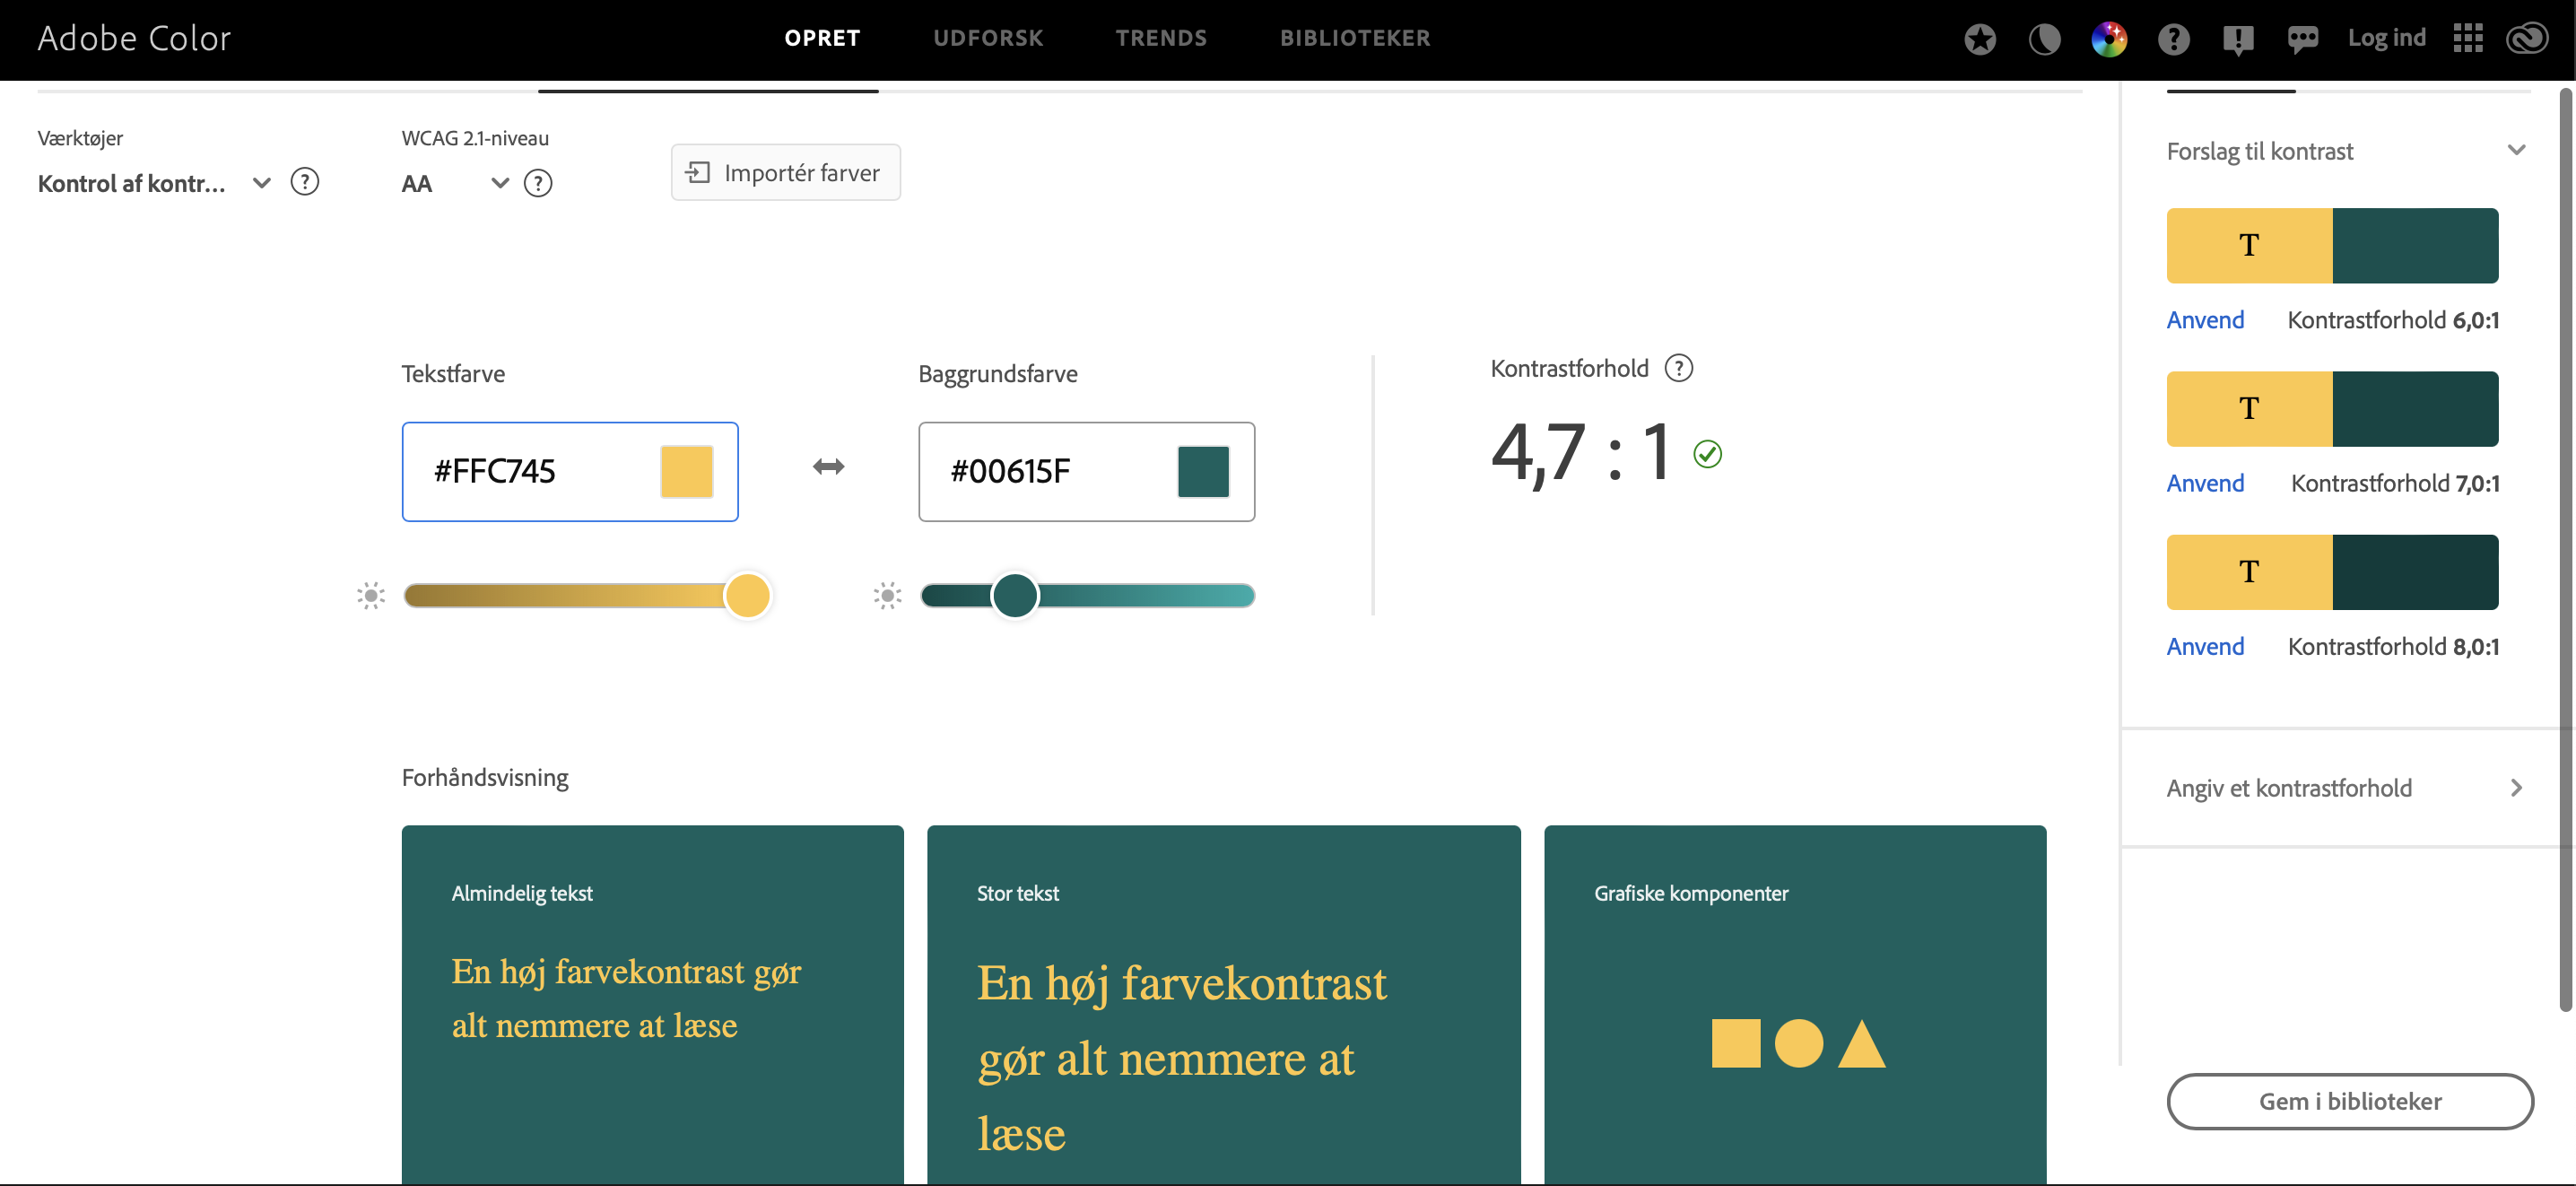 Adobe Color
OPRET
UDFORSK
TRENDS
BIBLIOTEKER
Log ind
Værktøjer
Kontrol af kontr...
WCAG 2.1-niveau
AA
Importér farver
Tekstfarve
#FFC745
Baggrundsfarve
#00615F
Kontrastforhold
4,7 : 1
Forhåndsvisning
Almindelig tekst
En høj farvekontrast gør
alt nemmere at læse
Stor tekst
En høj farvekontrast
gør alt nemmere at
læse
Grafiske komponenter
Forslag til kontrast
T
Anvend Kontrastforhold 6,0:1
T
Anvend Kontrastforhold 7,0:1
T
Anvend Kontrastforhold 8,0:1
Angiv et kontrastforhold
Gem i biblioteker